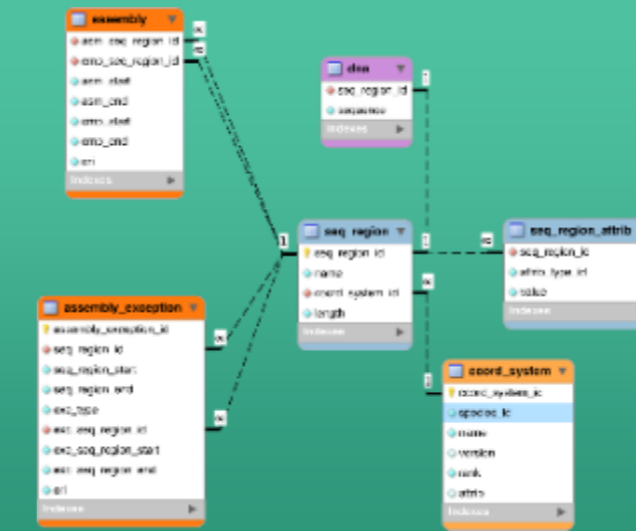 assembly
asm_seq_region_id
cmp_seq_region_id
asm_start
asm_end
cmp_start
cmp_end
ori
Indexes
dna
seq_region_id
sequence
Indexes
seq_region
seq_region_id
name
coord_system_id
length
Indexes
seq_region_attrib
seq_region_id
attrib_type_id
value
Indexes
assembly_exception
assembly_exception_id
seq_region_id
seq_region_start
seq_region_end
exc_type
exc_seq_region_id
exc_seq_region_start
exc_seq_region_end
ori
Indexes
coord_system
coord_system_id
species_id
name
version
rank
attrib
Indexes
∞
∞
1
1
1
∞
∞
1
∞
∞